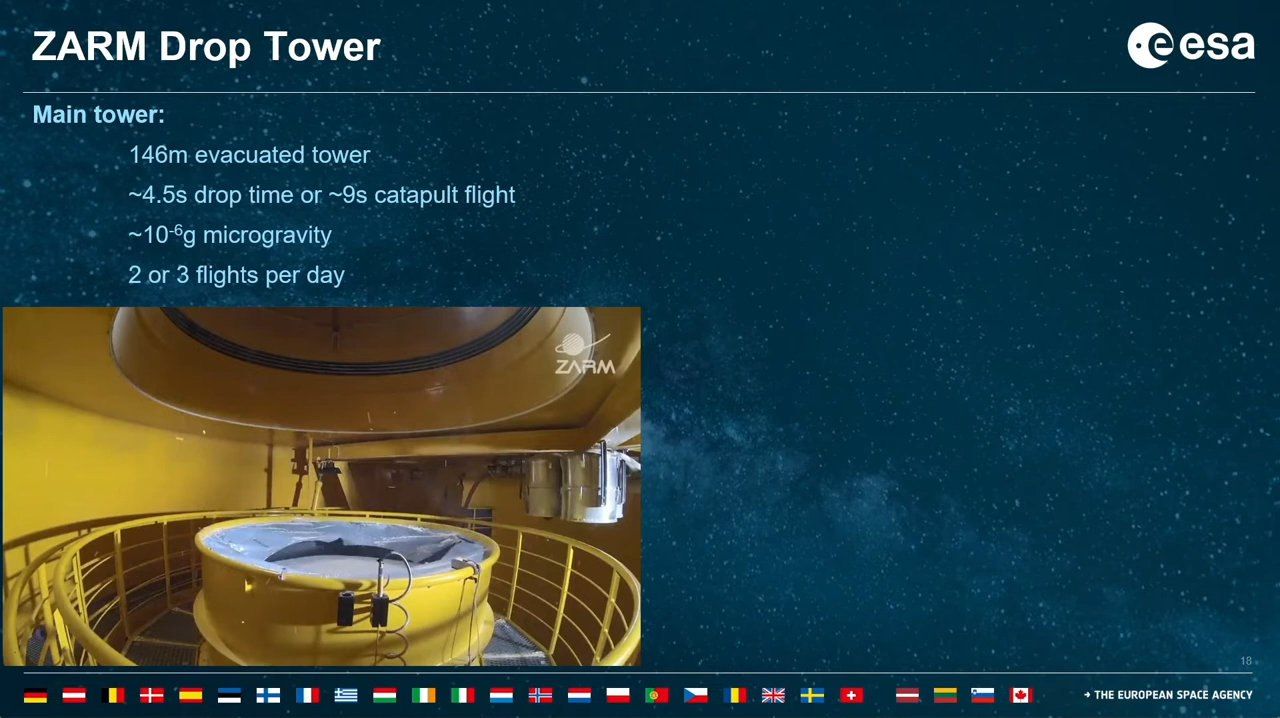 ZARM Drop Tower
esa
Main tower:
146m evacuated tower
~4.5s drop time or ~9s catapult flight
~10⁻⁶g microgravity
2 or 3 flights per day
ZARM
18
→ THE EUROPEAN SPACE AGENCY